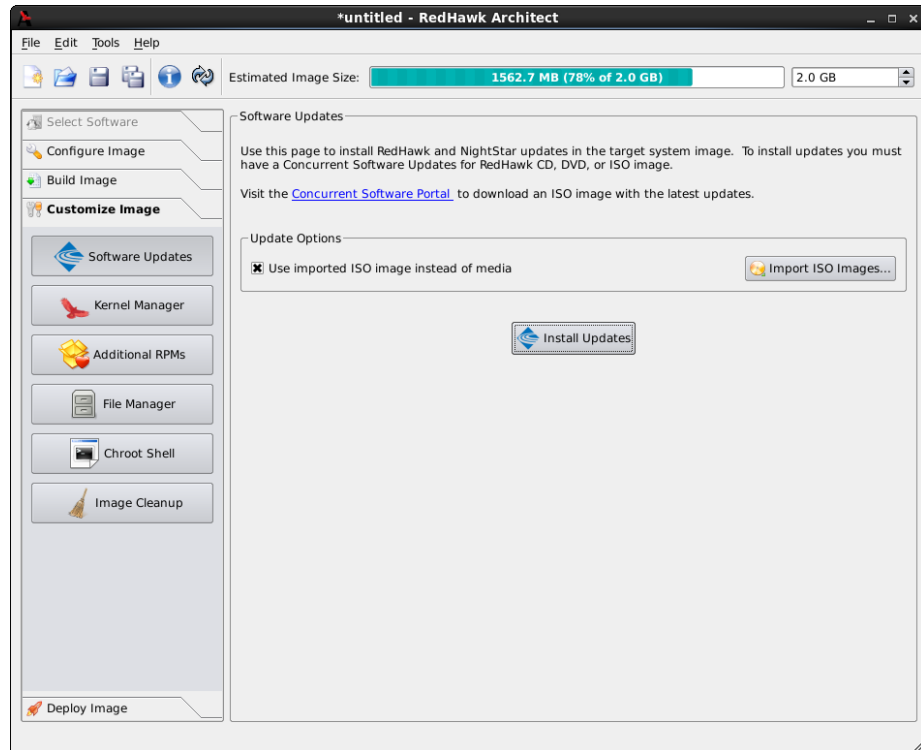 *untitled - RedHawk Architect
File Edit Tools Help
Estimated Image Size: 1562.7 MB (78% of 2.0 GB) 2.0 GB
Select Software
Configure Image
Build Image
Customize Image
Software Updates
Kernel Manager
Additional RPMs
File Manager
Chroot Shell
Image Cleanup
Deploy Image
Software Updates
Use this page to install RedHawk and NightStar updates in the target system image. To install updates you must
have a Concurrent Software Updates for RedHawk CD, DVD, or ISO image.
Visit the Concurrent Software Portal to download an ISO image with the latest updates.
Update Options
Use imported ISO image instead of media
Import ISO Images...
Install Updates